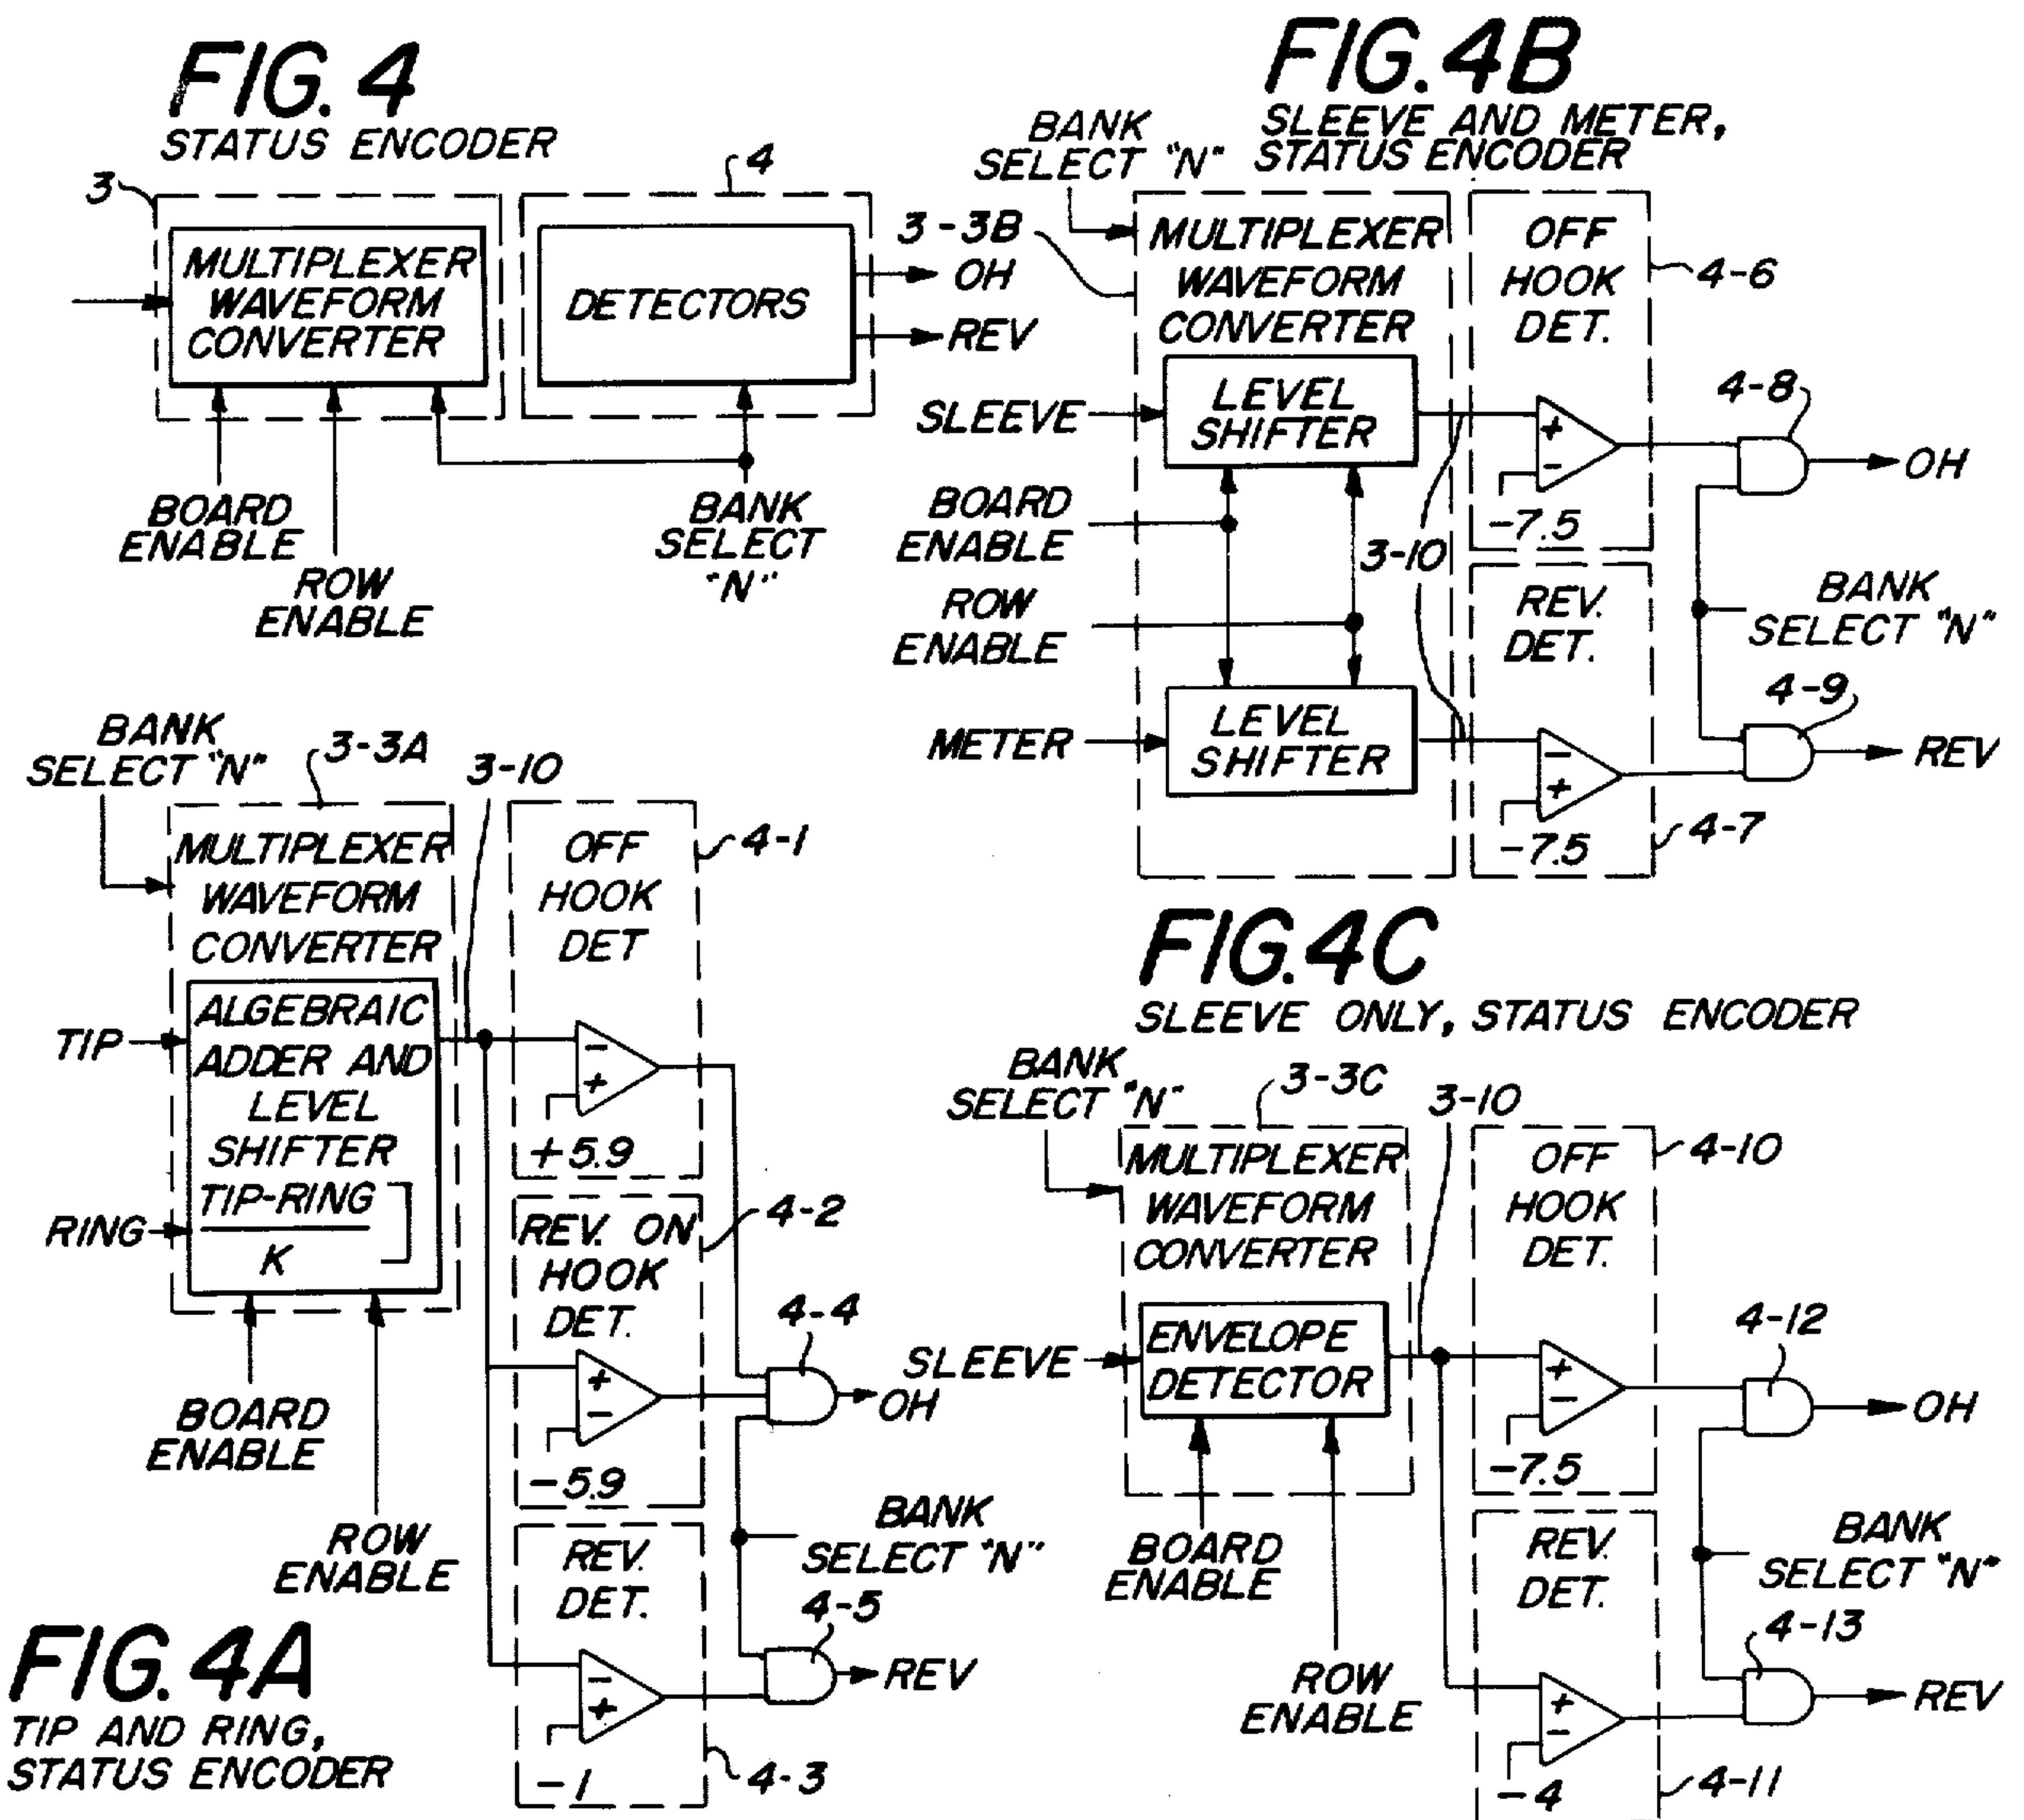 FIG. 4
STATUS ENCODER
3
4
MULTIPLEXER
WAVEFORM
CONVERTER
DETECTORS
OH
REV
BOARD
ENABLE
ROW
ENABLE
BANK
SELECT
"N"
FIG. 4B
SLEEVE AND METER,
STATUS ENCODER
BANK
SELECT "N"
3-3B
MULTIPLEXER
WAVEFORM
CONVERTER
OFF
HOOK
DET.
4-6
SLEEVE
LEVEL
SHIFTER
+
-
-7.5
4-8
OH
BOARD
ENABLE
3-10
ROW
ENABLE
REV.
DET.
BANK
SELECT "N"
METER
LEVEL
SHIFTER
-
+
-7.5
4-9
REV
4-7
BANK
SELECT "N"
3-3A
3-10
MULTIPLEXER
WAVEFORM
CONVERTER
OFF
HOOK
DET
4-1
TIP
ALGEBRAIC
ADDER AND
LEVEL
SHIFTER
TIP-RING
K
RING
-
+
+5.9
REV. ON
HOOK
DET.
4-2
+
-
-5.9
4-4
OH
BOARD
ENABLE
ROW
ENABLE
BANK
SELECT "N"
REV.
DET.
4-5
-
+
REV
-1
4-3
FIG. 4A
TIP AND RING,
STATUS ENCODER
FIG. 4C
SLEEVE ONLY, STATUS ENCODER
BANK
SELECT "N"
3-3C
3-10
MULTIPLEXER
WAVEFORM
CONVERTER
OFF
HOOK
DET.
4-10
SLEEVE
ENVELOPE
DETECTOR
+
-
-7.5
4-12
OH
BOARD
ENABLE
ROW
ENABLE
REV.
DET.
BANK
SELECT "N"
4-13
+
-
REV
-4
4-11